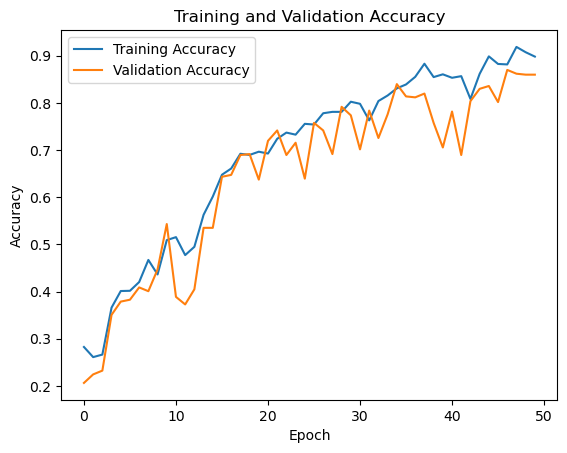 Training and Validation Accuracy
Training Accuracy
Validation Accuracy
0.9
0.8
0.7
0.6
0.5
0.4
0.3
0.2
Accuracy
0 10 20 30 40 50
Epoch